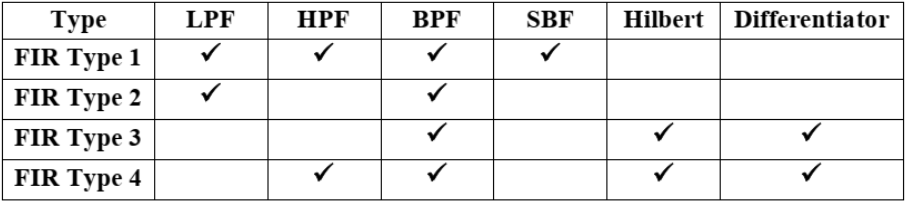 Type LPF HPF BPF SBF Hilbert Differentiator
FIR Type 1 ✓ ✓ ✓ ✓
FIR Type 2 ✓ ✓
FIR Type 3 ✓ ✓ ✓
FIR Type 4 ✓ ✓ ✓ ✓